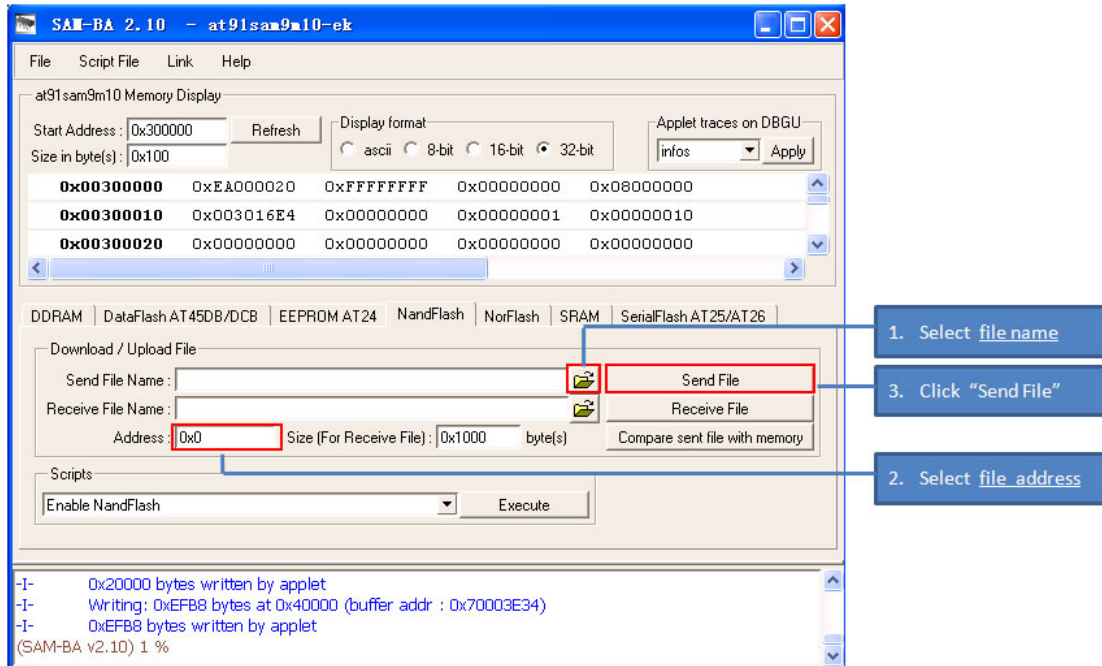 SAM-BA 2.10 - at91sam9m10-ek
File Script File Link Help
at91sam9m10 Memory Display
Start Address : 0x300000 Refresh
Size in byte(s) : 0x100
Display format
ascii 8-bit 16-bit 32-bit
Applet traces on DBGU
infos Apply
0x00300000 0xEA000020 0xFFFFFFFF 0x00000000 0x08000000
0x00300010 0x003016E4 0x00000000 0x00000001 0x00000010
0x00300020 0x00000000 0x00000000 0x00000000 0x00000000
DDRAM DataFlash AT45DB/DCB EEPROM AT24 NandFlash NorFlash SRAM SerialFlash AT25/AT26
Download / Upload File
Send File Name : Send File
Receive File Name : Receive File
Address : 0x0 Size (For Receive File) : 0x1000 byte(s) Compare sent file with memory
Scripts
Enable NandFlash Execute
-I- 0x20000 bytes written by applet
-I- Writing: 0xEFB8 bytes at 0x40000 (buffer addr : 0x70003E34)
-I- 0xEFB8 bytes written by applet
(SAM-BA v2.10) 1 %
1. Select file name
3. Click “Send File”
2. Select file address